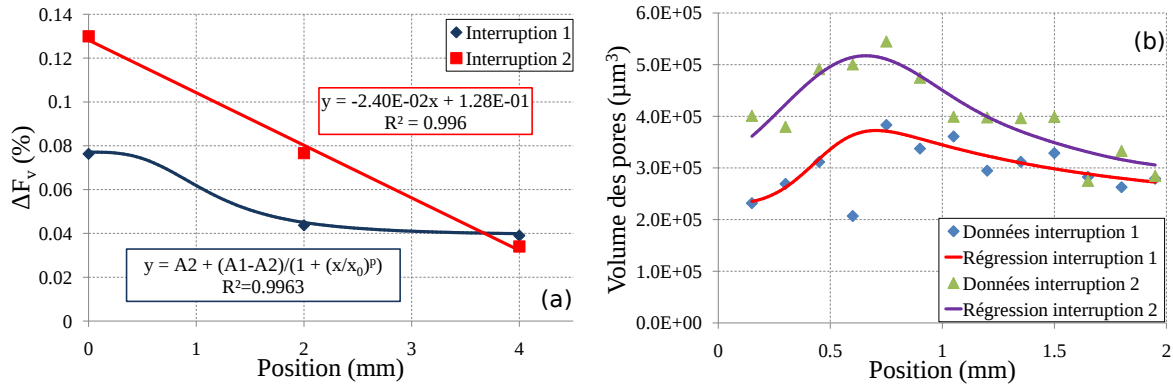 0.14
0.12
0.1
0.08
0.06
0.04
0.02
0
ΔFᵥ (%)
(a)
Interruption 1
Interruption 2
y = -2.40E-02x + 1.28E-01
R² = 0.996
y = A2 + (A1-A2)/(1 + (x/x₀)ᵖ)
R²=0.9963
(a)
0 1 2 3 4
Position (mm)
6.0E+05
5.0E+05
4.0E+05
3.0E+05
2.0E+05
1.0E+05
0.0E+00
Volume des pores (µm³)
(b)
Données interruption 1
Régression interruption 1
Données interruption 2
Régression interruption 2
0 0.5 1 1.5 2
Position (mm)